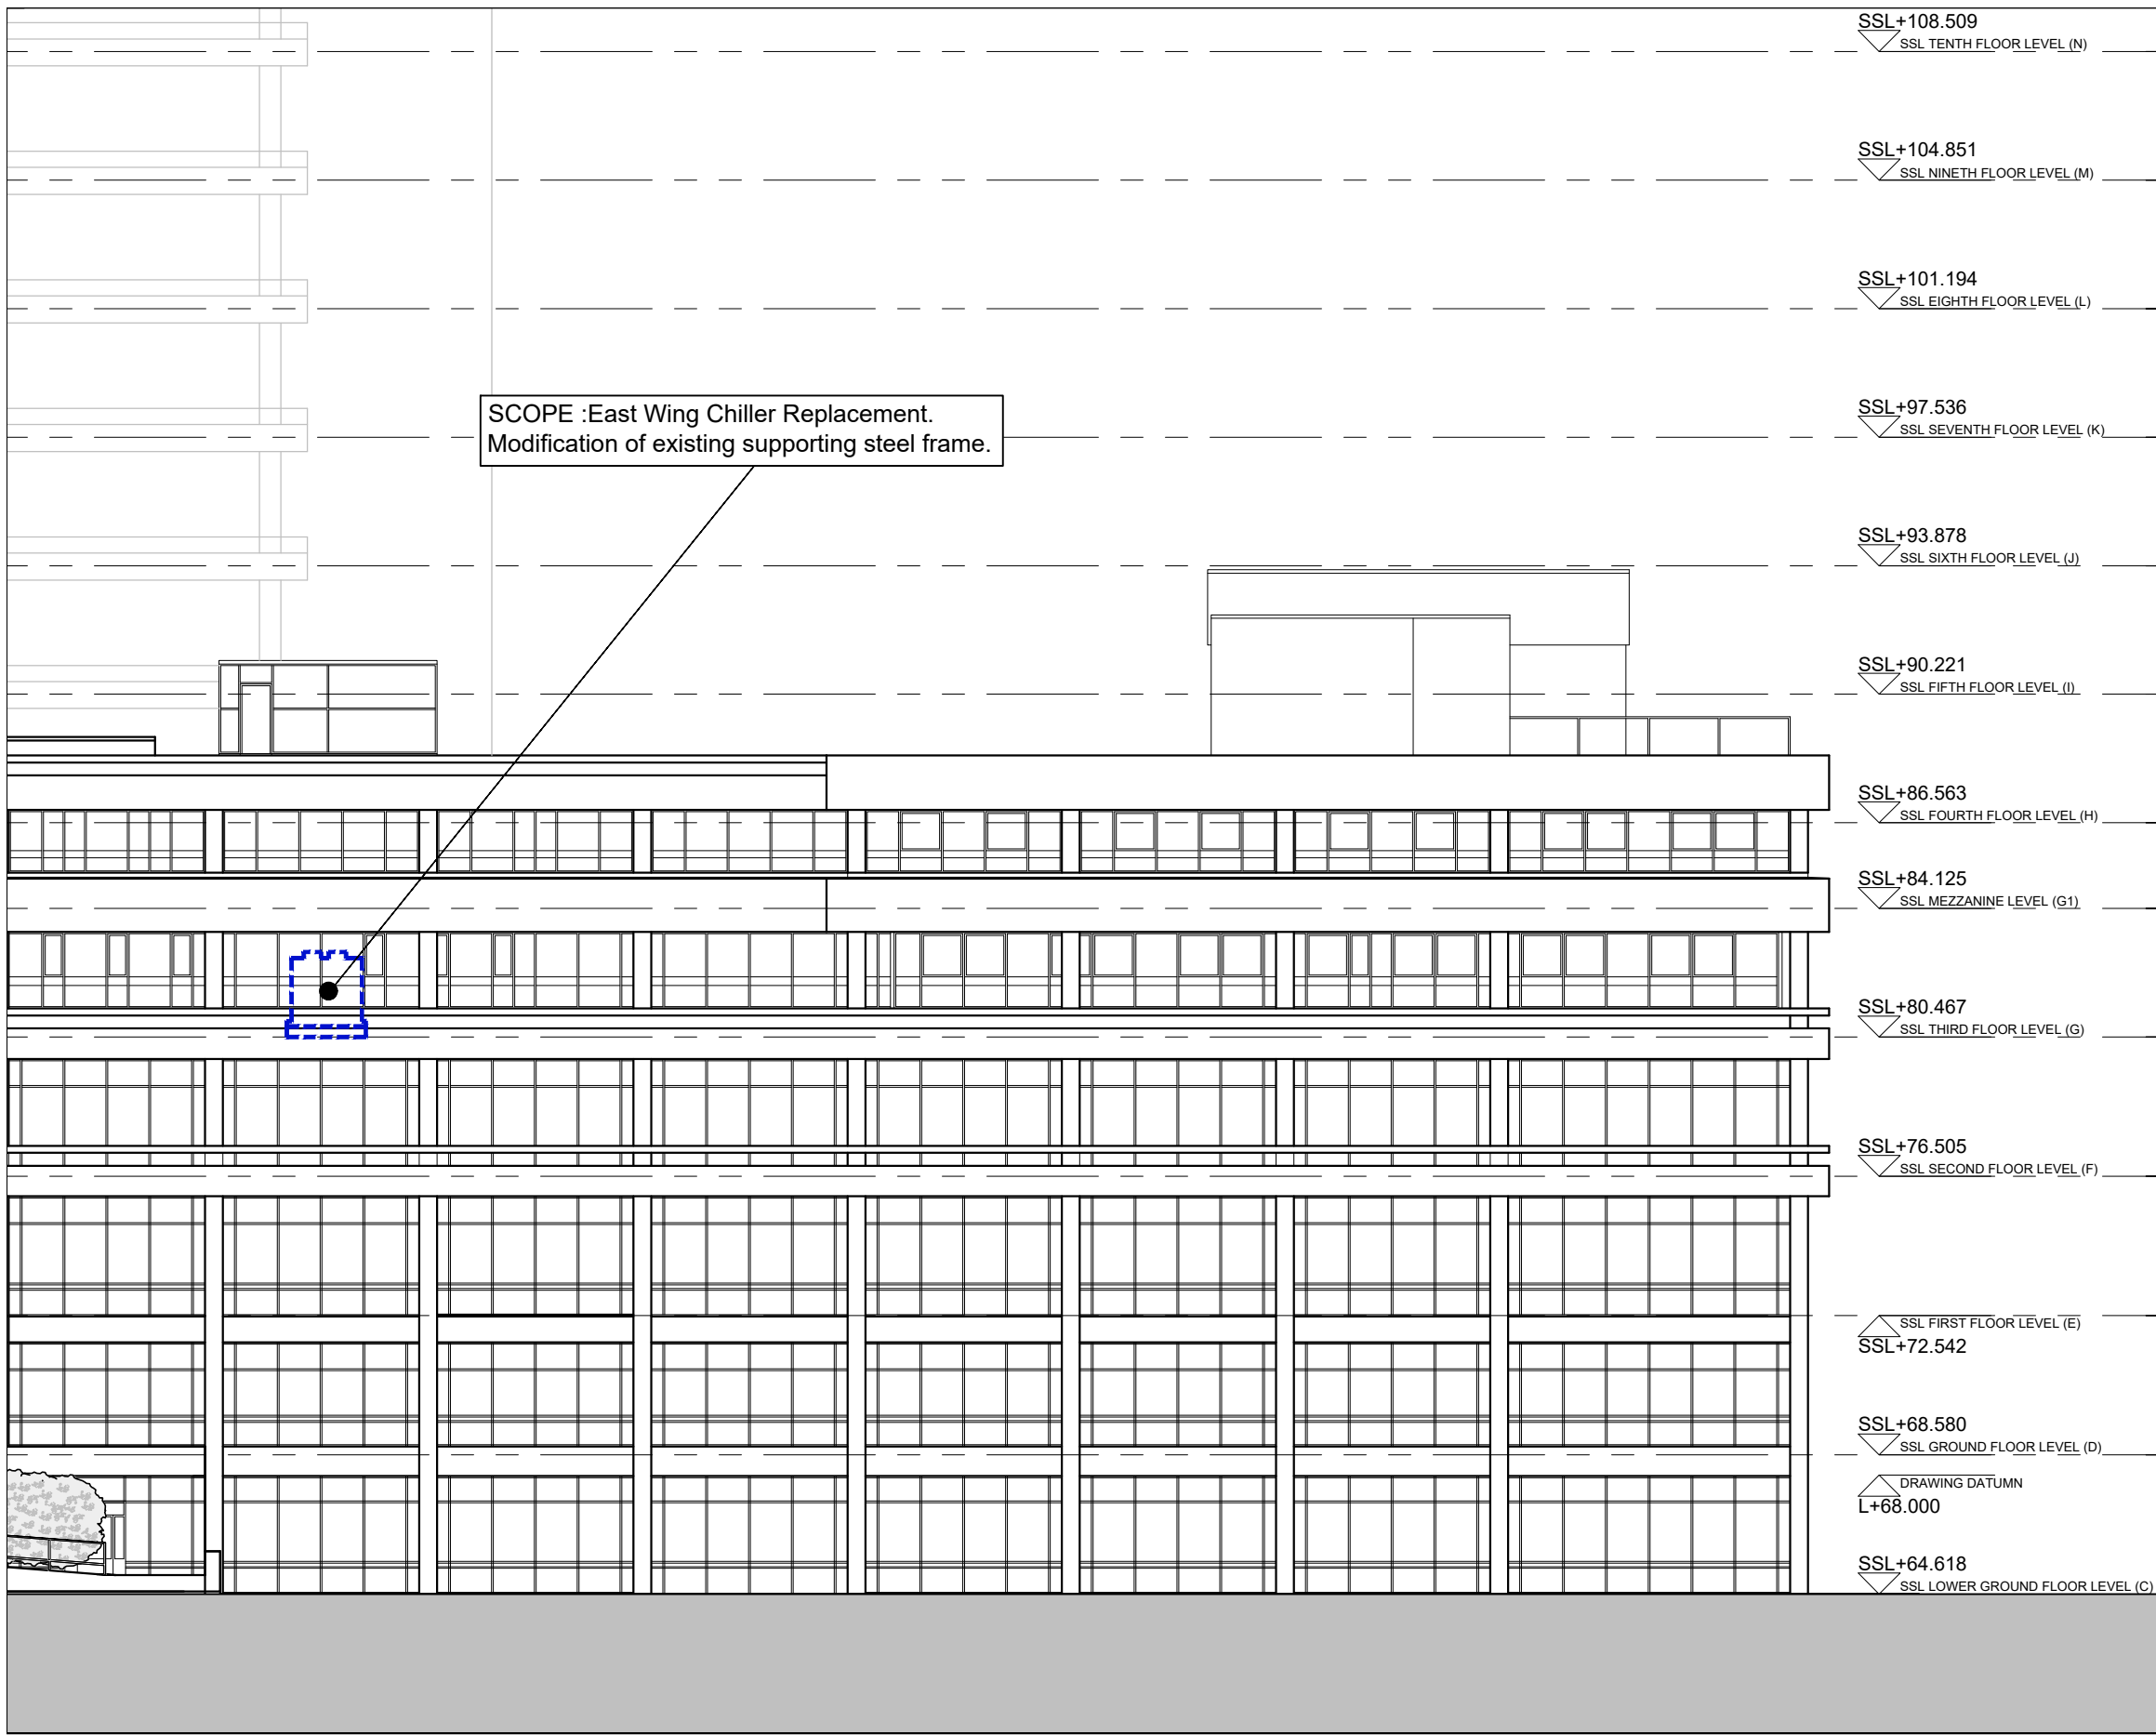 SSL+108.509
SSL TENTH FLOOR LEVEL (N)
SSL+104.851
SSL NINETH FLOOR LEVEL (M)
SSL+101.194
SSL EIGHTH FLOOR LEVEL (L)
SCOPE :East Wing Chiller Replacement.
Modification of existing supporting steel frame.
SSL+97.536
SSL SEVENTH FLOOR LEVEL (K)
SSL+93.878
SSL SIXTH FLOOR LEVEL (J)
SSL+90.221
SSL FIFTH FLOOR LEVEL (I)
SSL+86.563
SSL FOURTH FLOOR LEVEL (H)
SSL+84.125
SSL MEZZANINE LEVEL (G1)
SSL+80.467
SSL THIRD FLOOR LEVEL (G)
SSL+76.505
SSL SECOND FLOOR LEVEL (F)
SSL FIRST FLOOR LEVEL (E)
SSL+72.542
SSL+68.580
SSL GROUND FLOOR LEVEL (D)
DRAWING DATUMN
L+68.000
SSL+64.618
SSL LOWER GROUND FLOOR LEVEL (C)